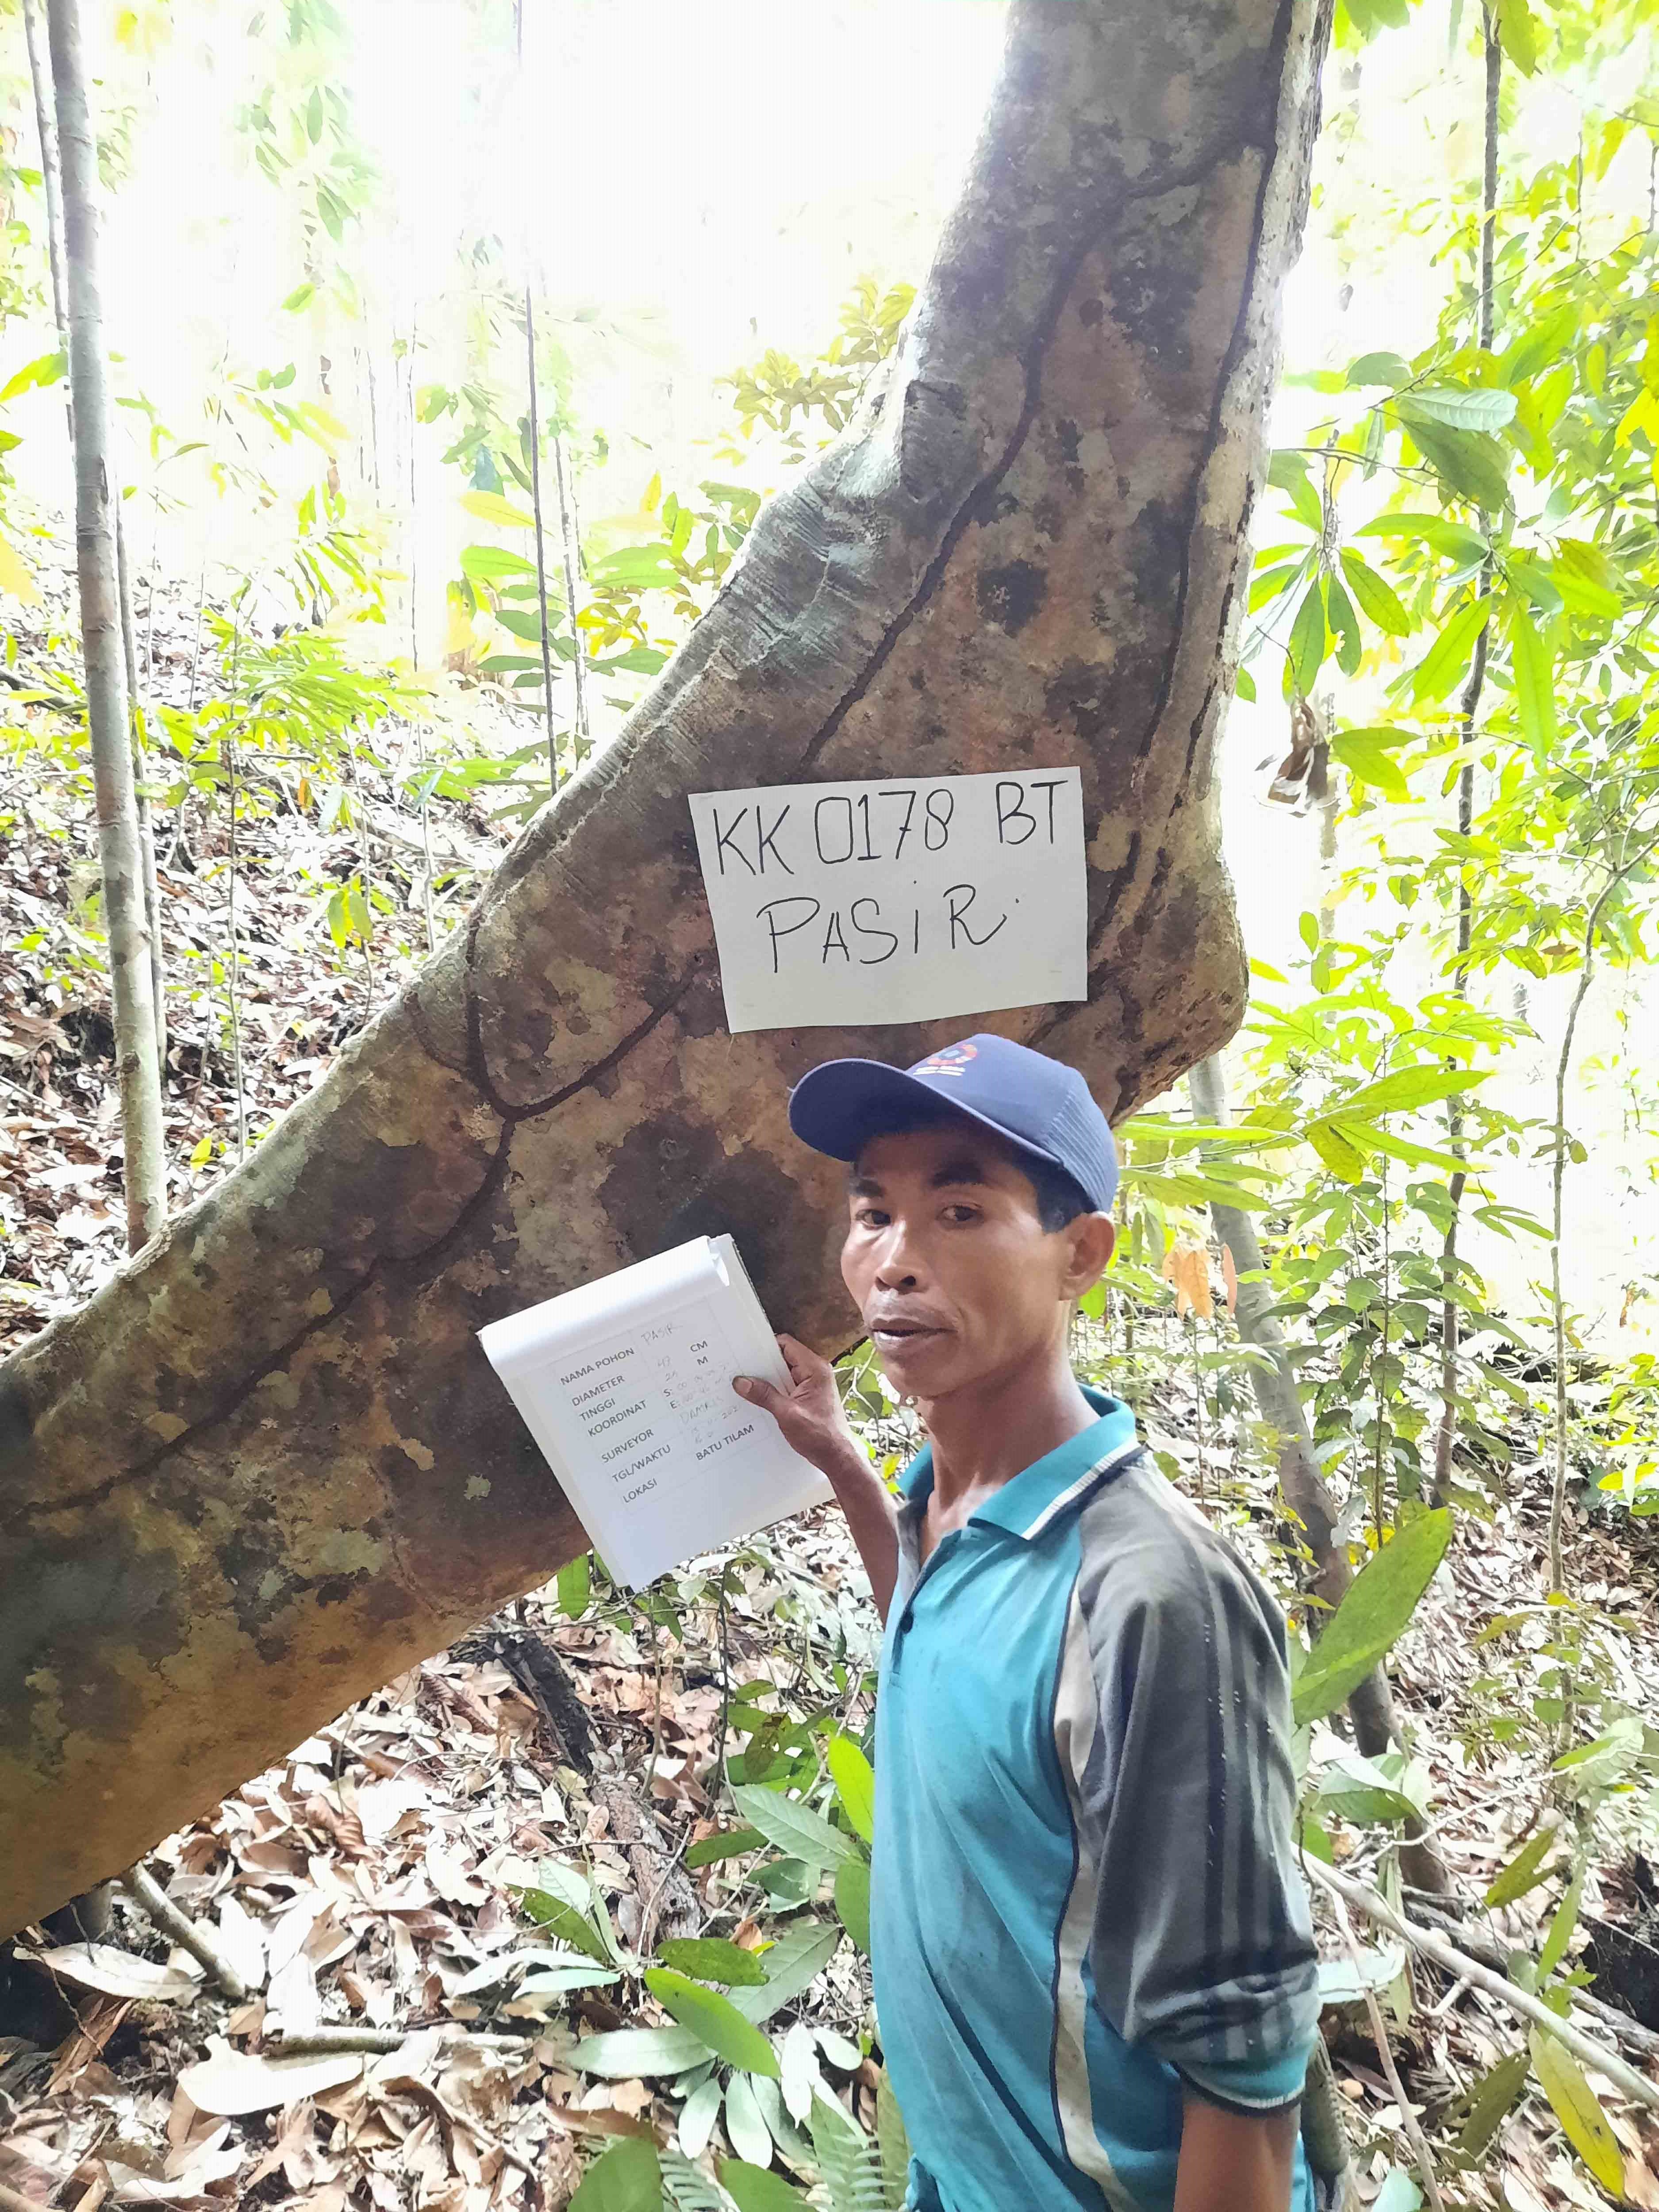 KK 0178 BT
PASiR
NAMA POHON PASiR
DIAMETER CM
TINGGI M
KOORDINAT S:
E:
SURVEYOR
TGL/WAKTU
LOKASI BATU TILAM